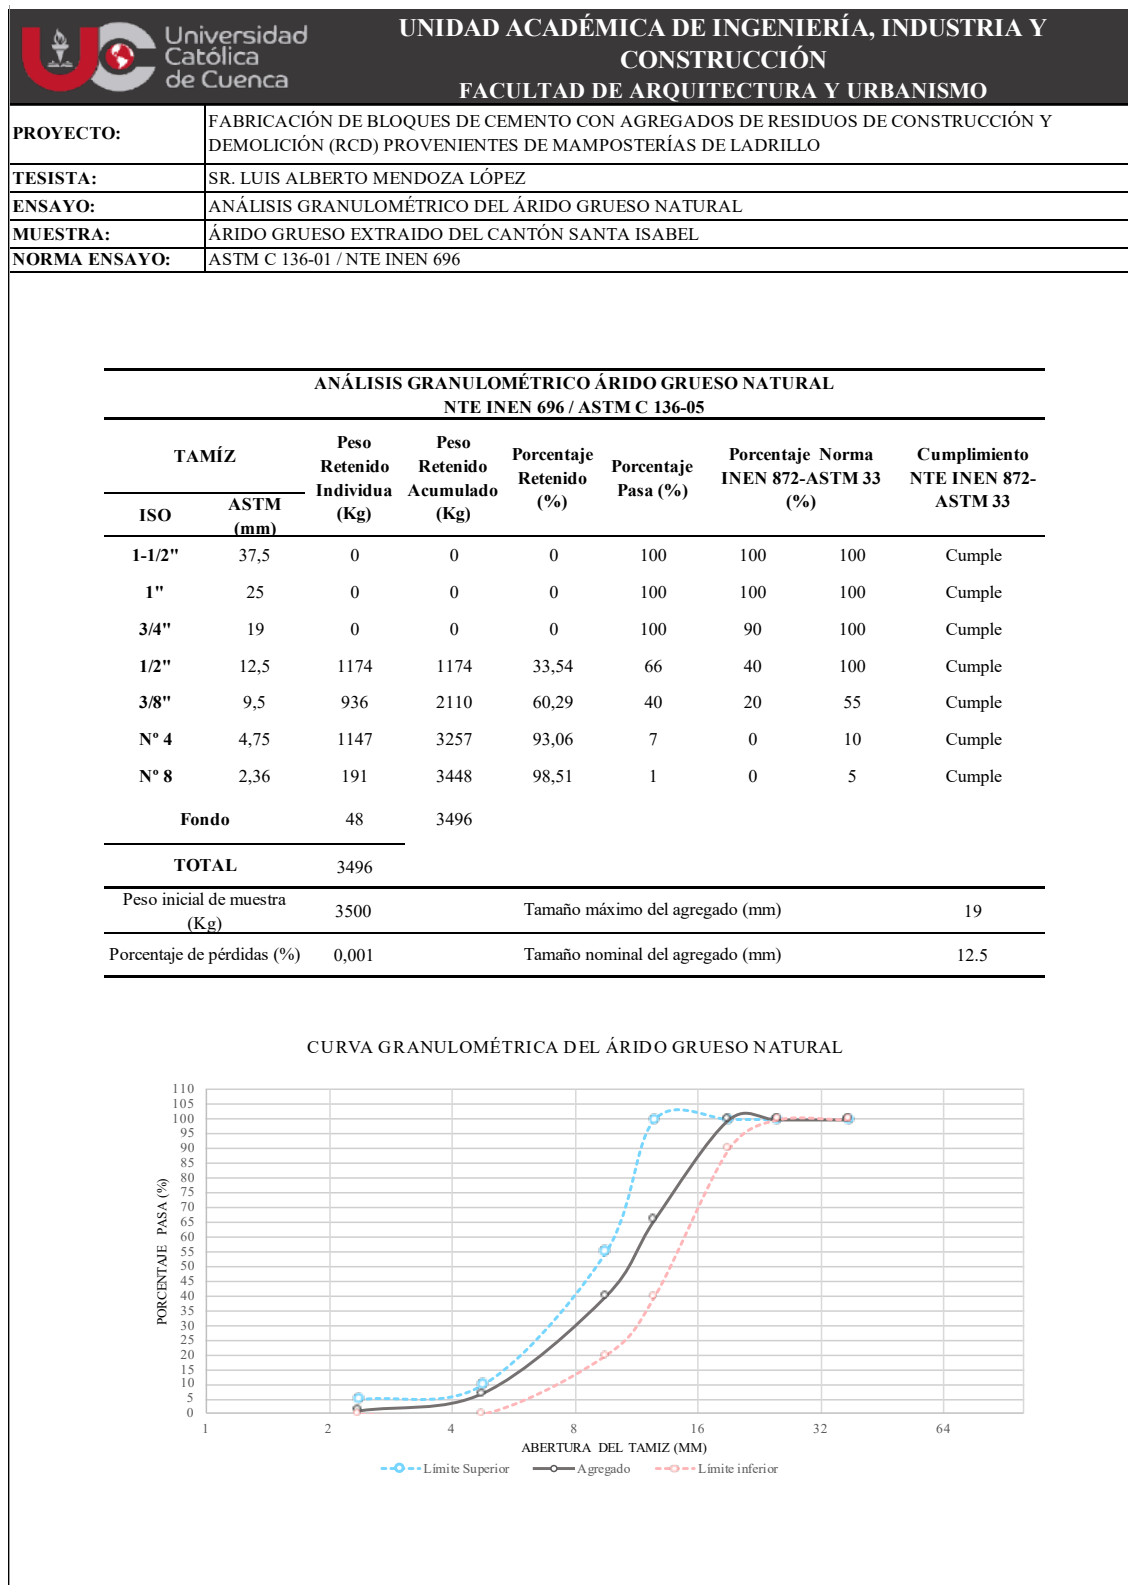 Universidad
Católica
de Cuenca
UNIDAD ACADÉMICA DE INGENIERÍA, INDUSTRIA Y
CONSTRUCCIÓN
FACULTAD DE ARQUITECTURA Y URBANISMO
PROYECTO: FABRICACIÓN DE BLOQUES DE CEMENTO CON AGREGADOS DE RESIDUOS DE CONSTRUCCIÓN Y
DEMOLICIÓN (RCD) PROVENIENTES DE MAMPOSTERÍAS DE LADRILLO
TESISTA: SR. LUIS ALBERTO MENDOZA LÓPEZ
ENSAYO: ANÁLISIS GRANULOMÉTRICO DEL ÁRIDO GRUESO NATURAL
MUESTRA: ÁRIDO GRUESO EXTRAIDO DEL CANTÓN SANTA ISABEL
NORMA ENSAYO: ASTM C 136-01 / NTE INEN 696
ANÁLISIS GRANULOMÉTRICO ÁRIDO GRUESO NATURAL
NTE INEN 696 / ASTM C 136-05
TAMÍZ
ISO
ASTM
(mm)
Peso
Retenido
Individua
(Kg)
Peso
Retenido
Acumulado
(Kg)
Porcentaje
Retenido
(%)
Porcentaje
Pasa (%)
Porcentaje Norma
INEN 872-ASTM 33
(%)
Cumplimiento
NTE INEN 872-
ASTM 33
1-1/2" 37,5 0 0 0 100 100 100 Cumple
1" 25 0 0 0 100 100 100 Cumple
3/4" 19 0 0 0 100 90 100 Cumple
1/2" 12,5 1174 1174 33,54 66 40 100 Cumple
3/8" 9,5 936 2110 60,29 40 20 55 Cumple
Nº 4 4,75 1147 3257 93,06 7 0 10 Cumple
Nº 8 2,36 191 3448 98,51 1 0 5 Cumple
Fondo 48 3496
TOTAL 3496
Peso inicial de muestra
(Kg)
3500 Tamaño máximo del agregado (mm) 19
Porcentaje de pérdidas (%) 0,001 Tamaño nominal del agregado (mm) 12.5
CURVA GRANULOMÉTRICA DEL ÁRIDO GRUESO NATURAL
PORCENTAJE PASA (%)
110
105
100
95
90
85
80
75
70
65
60
55
50
45
40
35
30
25
20
15
10
5
0
1 2 4 8 16 32 64
ABERTURA DEL TAMIZ (MM)
Límite Superior Agregado Límite inferior